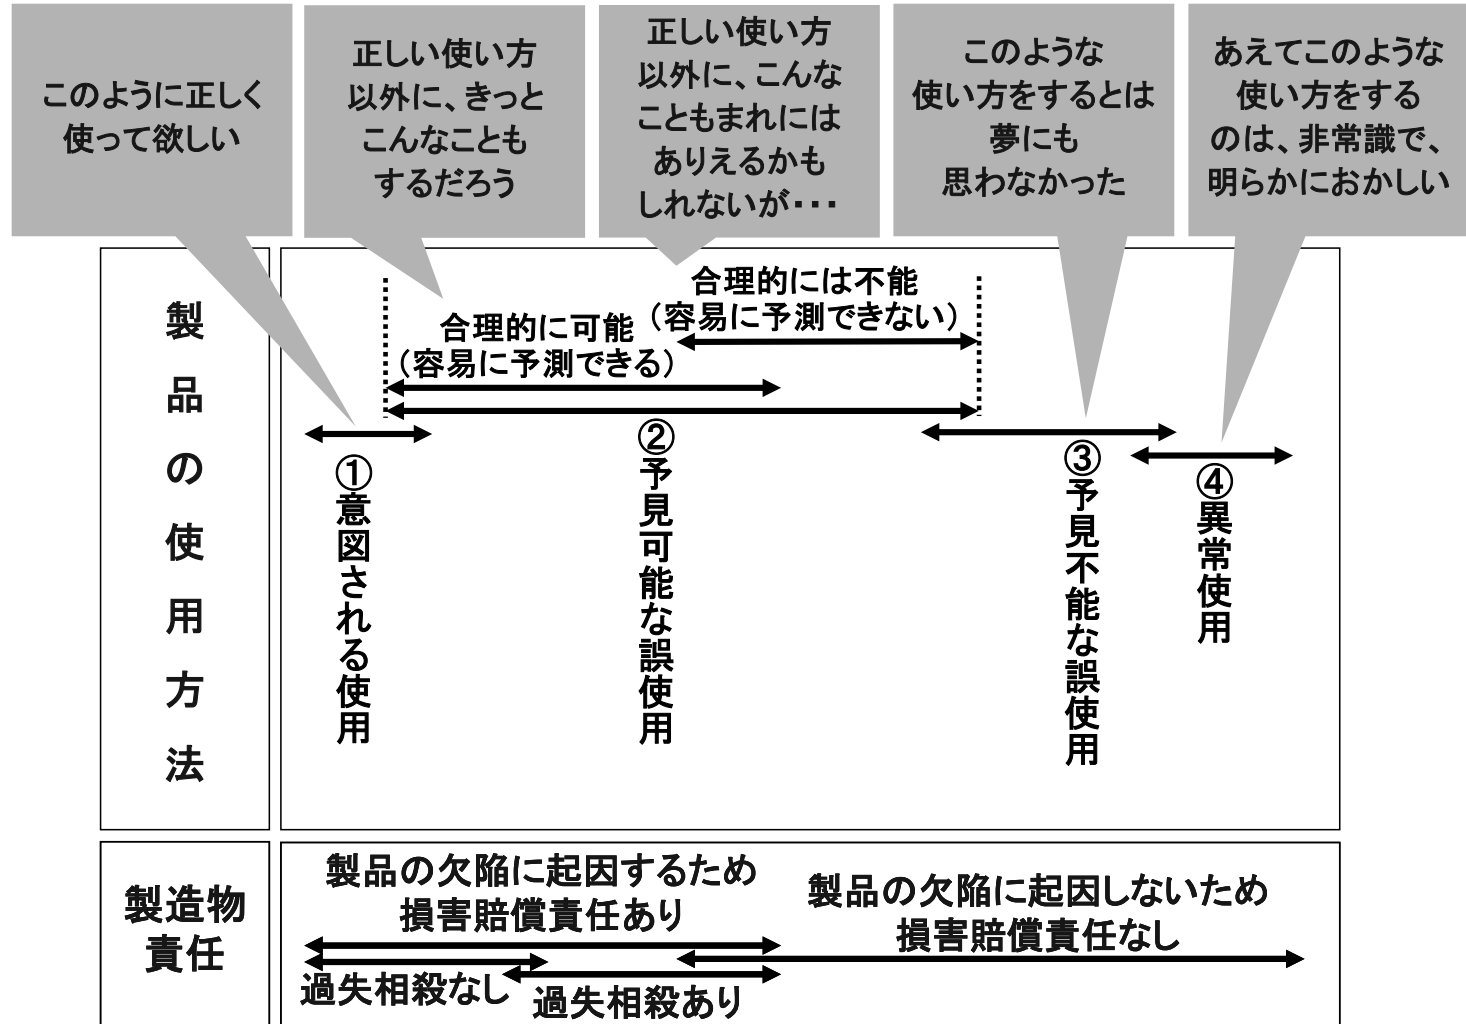 このように正しく
使って欲しい
正しい使い方
以外に、きっと
こんなことも
するだろう
正しい使い方
以外に、こんな
こともまれには
ありえるかも
しれないが・・・
このような
使い方をするとは
夢にも
思わなかった
あえてこのような
使い方をする
のは、非常識で、
明らかにおかしい
製品の使用方法
合理的には不能
（容易に予測できない）
合理的に可能
（容易に予測できる）
①意図される使用
②予見可能な誤使用
③予見不能な誤使用
④異常使用
製造物
責任
製品の欠陥に起因するため
損害賠償責任あり
製品の欠陥に起因しないため
損害賠償責任なし
過失相殺なし
過失相殺あり